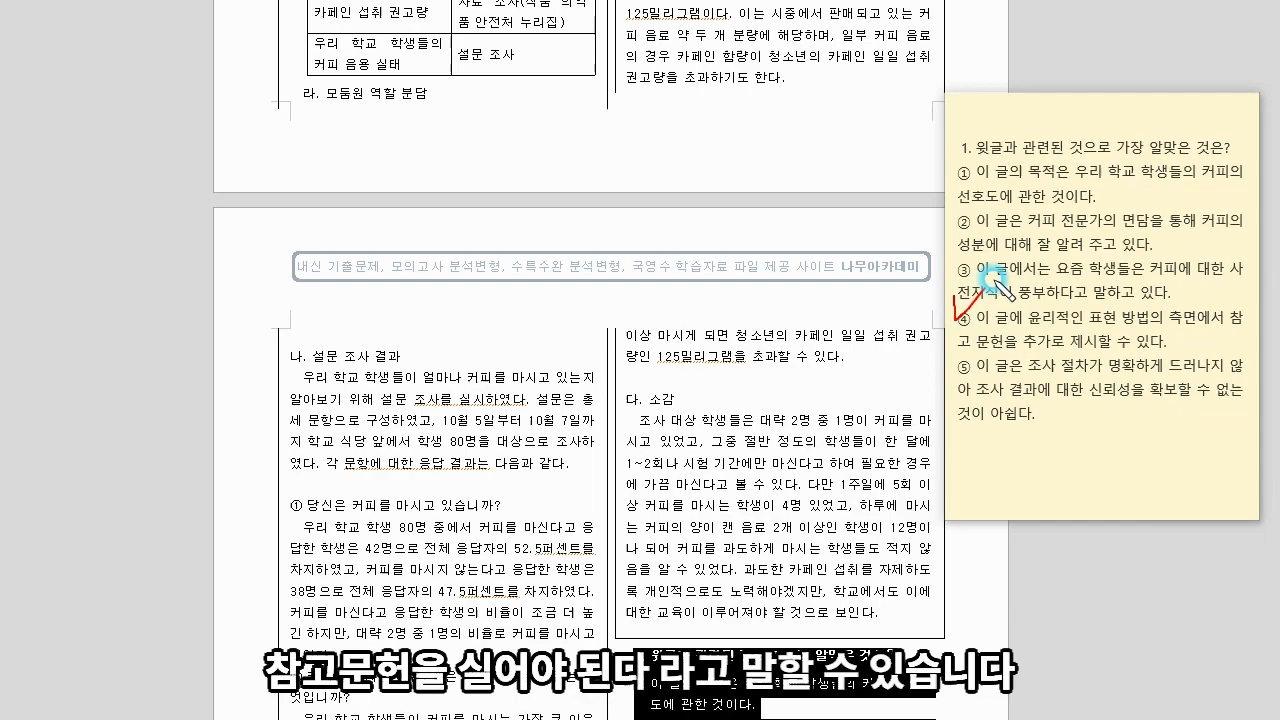 카페인 섭취 권고량
자료 조사(식품 의약
품 안전처 누리집)
우리 학교 학생들의
커피 음용 실태
설문 조사
라. 모둠원 역할 분담
125밀리그램이다. 이는 시중에서 판매되고 있는 커
피 음료 약 두 개 분량에 해당하며, 일부 커피 음료
의 경우 카페인 함량이 청소년의 카페인 일일 섭취
권고량을 초과하기도 한다.
내신 기출문제, 모의고사 분석변형, 수특수완 분석변형, 국영수 학습자료 파일 제공 사이트 나무아카데미
나. 설문 조사 결과
우리 학교 학생들이 얼마나 커피를 마시고 있는지
알아보기 위해 설문 조사를 실시하였다. 설문은 총
세 문항으로 구성하였고, 10월 5일부터 10월 7일까
지 학교 식당 앞에서 학생 80명을 대상으로 조사하
였다. 각 문항에 대한 응답 결과는 다음과 같다.
① 당신은 커피를 마시고 있습니까?
우리 학교 학생 80명 중에서 커피를 마신다고 응
답한 학생은 42명으로 전체 응답자의 52.5퍼센트를
차지하였고, 커피를 마시지 않는다고 응답한 학생은
38명으로 전체 응답자의 47.5퍼센트를 차지하였다.
커피를 마신다고 응답한 학생의 비율이 조금 더 높
긴 하지만, 대략 2명 중 1명의 비율로 커피를 마시고
엇입니까?
우리 학교 학생들이 커피를 마시는 가장 큰 이유
이상 마시게 되면 청소년의 카페인 일일 섭취 권고
량인 125밀리그램을 초과할 수 있다.
다. 소감
조사 대상 학생들은 대략 2명 중 1명이 커피를 마
시고 있었고, 그중 절반 정도의 학생들이 한 달에
1~2회나 시험 기간에만 마신다고 하여 필요한 경우
에 가끔 마신다고 볼 수 있다. 다만 1주일에 5회 이
상 커피를 마시는 학생이 4명 있었고, 하루에 마시
는 커피의 양이 캔 음료 2개 이상인 학생이 12명이
나 되어 커피를 과도하게 마시는 학생들도 적지 않
음을 알 수 있었다. 과도한 카페인 섭취를 자제하도
록 개인적으로도 노력해야겠지만, 학교에서도 이에
대한 교육이 이루어져야 할 것으로 보인다.
도에 관한 것이다.
1. 윗글과 관련된 것으로 가장 알맞은 것은?
① 이 글의 목적은 우리 학교 학생들의 커피의
선호도에 관한 것이다.
② 이 글은 커피 전문가의 면담을 통해 커피의
성분에 대해 잘 알려 주고 있다.
③ 이 글에서는 요즘 학생들은 커피에 대한 사
전지식이 풍부하다고 말하고 있다.
④ 이 글에 윤리적인 표현 방법의 측면에서 참
고 문헌을 추가로 제시할 수 있다.
⑤ 이 글은 조사 절차가 명확하게 드러나지 않
아 조사 결과에 대한 신뢰성을 확보할 수 없는
것이 아쉽다.
참고문헌을 실어야 된다 라고 말할 수 있습니다